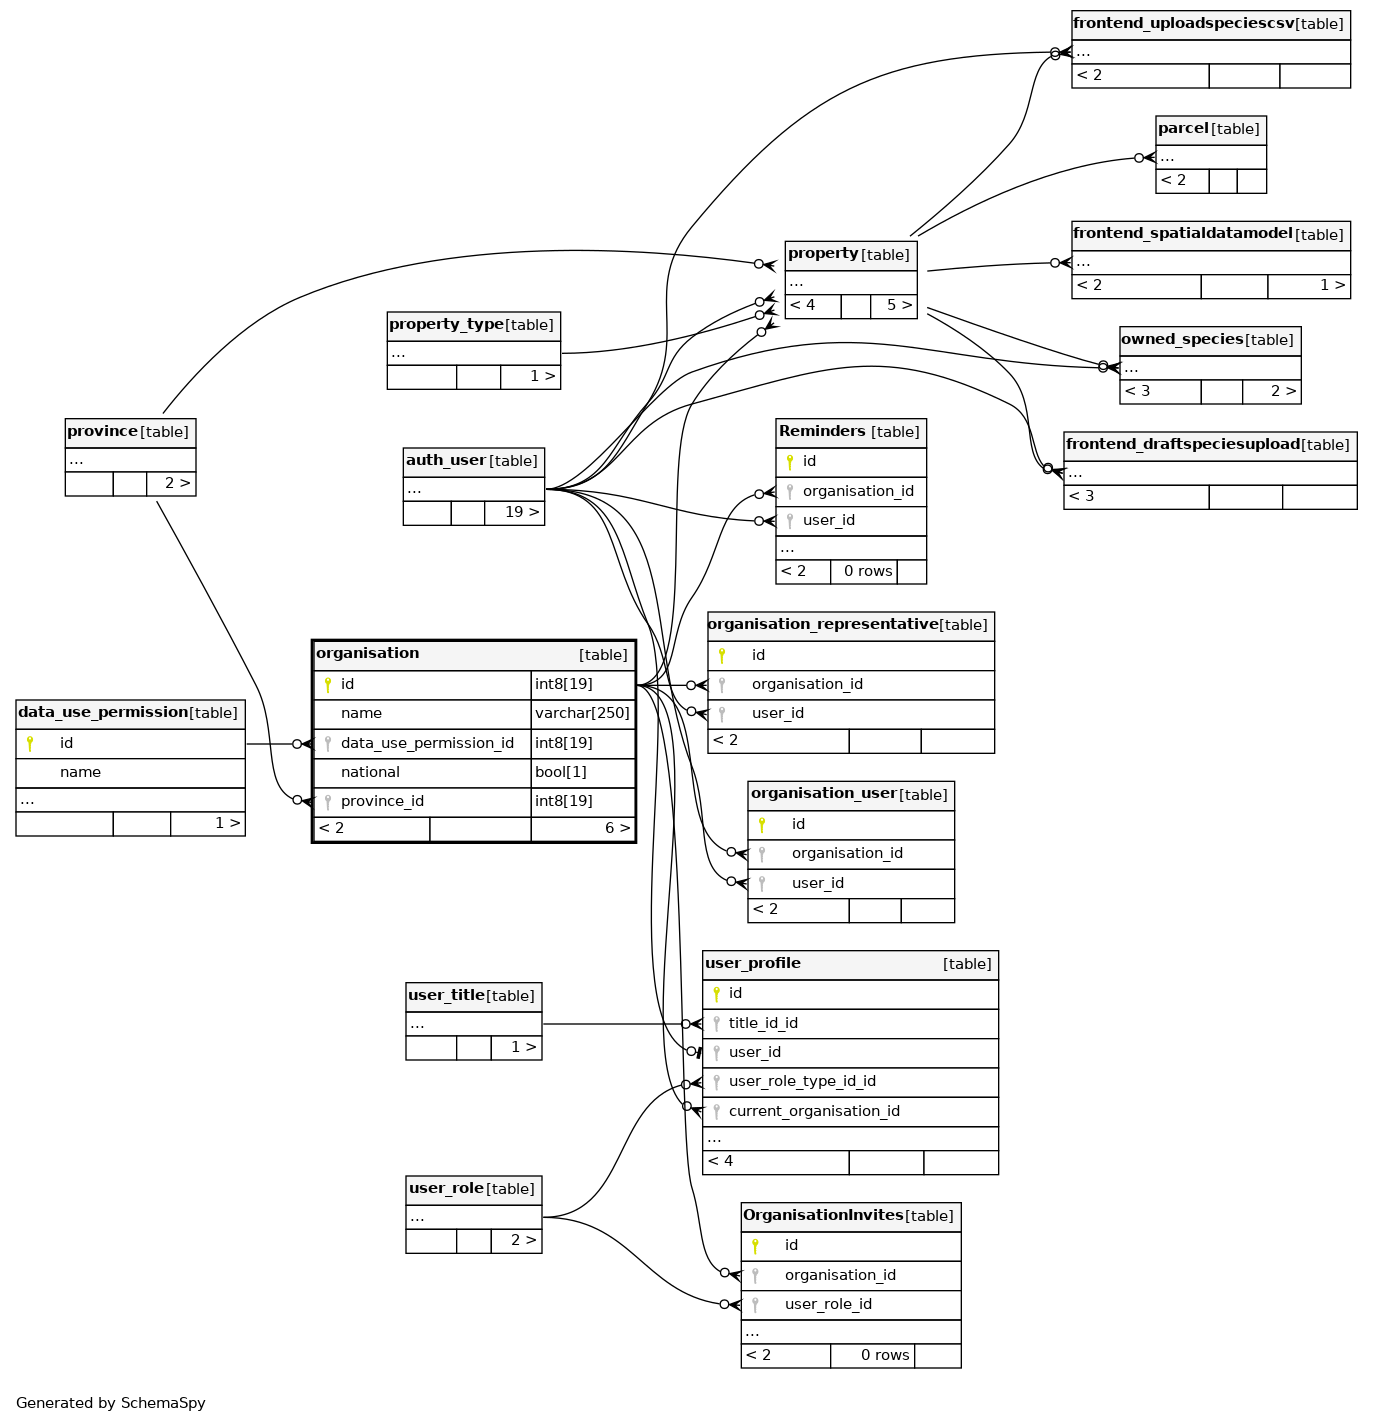 frontend_uploadspeciescsv [table]
...
< 2
parcel [table]
...
< 2
frontend_spatialdatamodel [table]
...
< 2 1 >
property [table]
...
< 4 5 >
property_type [table]
...
1 >
owned_species [table]
...
< 3 2 >
province [table]
...
2 >
auth_user [table]
...
19 >
Reminders [table]
id
organisation_id
user_id
...
< 2 0 rows
frontend_draftspeciesupload [table]
...
< 3
organisation [table]
id int8[19]
name varchar[250]
data_use_permission_id int8[19]
national bool[1]
province_id int8[19]
< 2 6 >
data_use_permission [table]
id
name
...
1 >
organisation_representative [table]
id
organisation_id
user_id
< 2
organisation_user [table]
id
organisation_id
user_id
< 2
user_title [table]
...
1 >
user_profile [table]
id
title_id_id
user_id
user_role_type_id_id
current_organisation_id
...
< 4
user_role [table]
...
2 >
OrganisationInvites [table]
id
organisation_id
user_role_id
...
< 2 0 rows
Generated by SchemaSpy